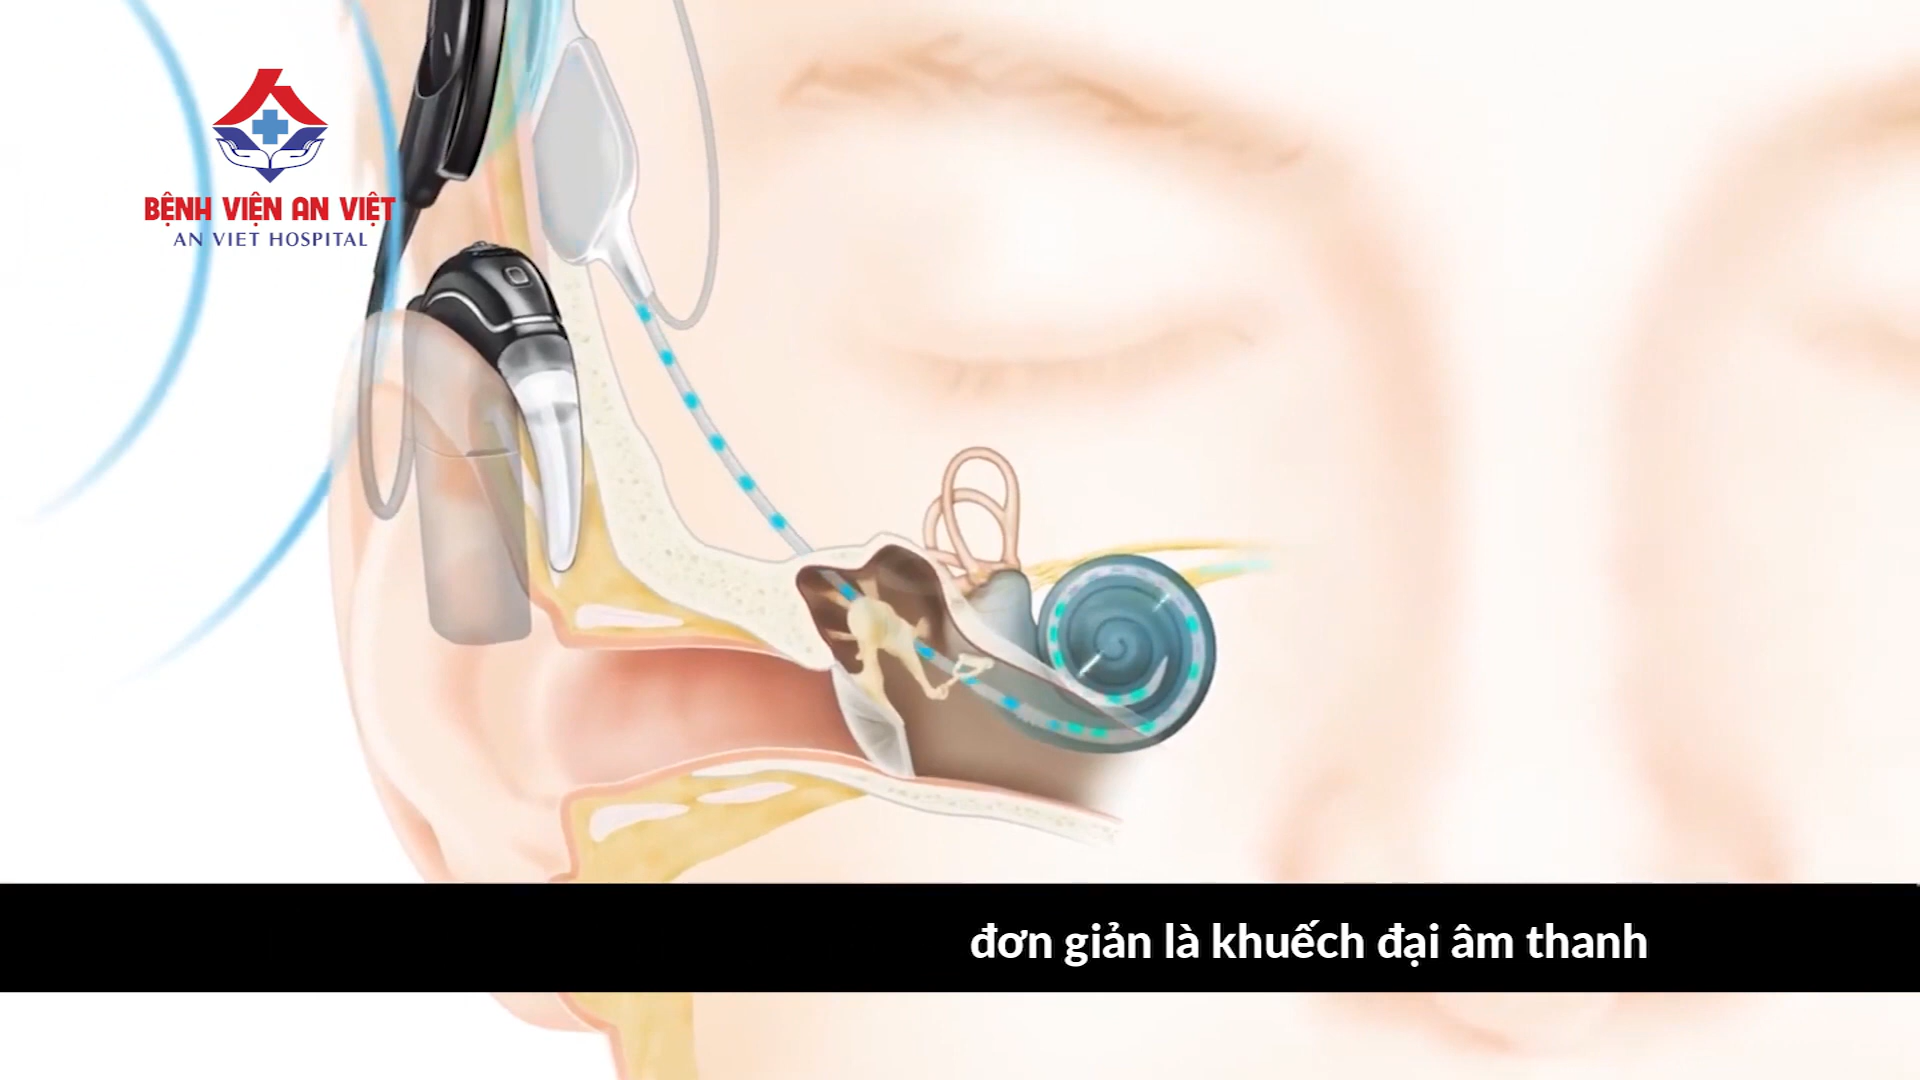 BỆNH VIỆN AN VIỆT
AN VIET HOSPITAL
đơn giản là khuếch đại âm thanh